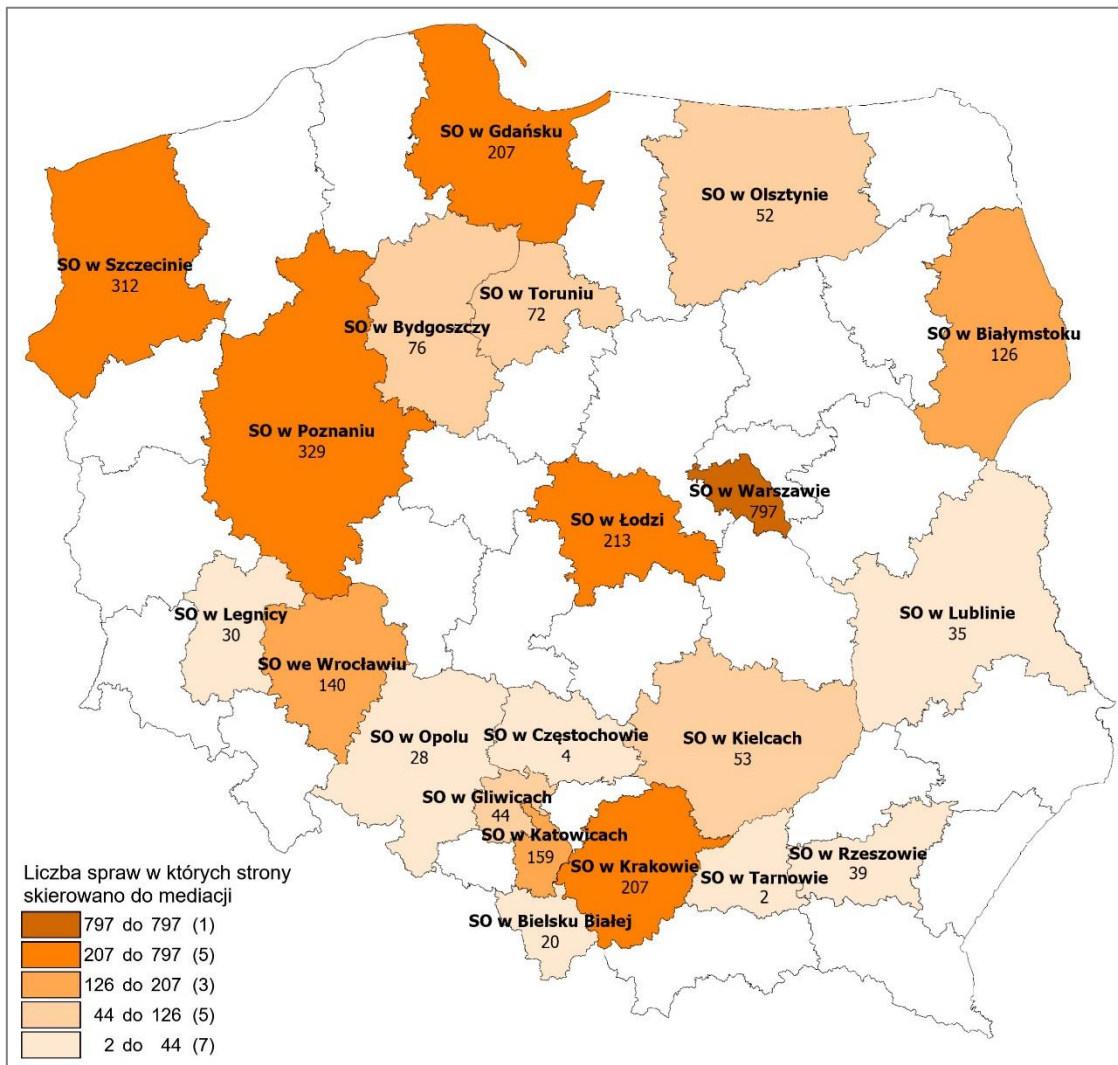 SO w Gdańsku
207
SO w Olsztynie
52
SO w Szczecinie
312
SO w Toruniu
72
SO w Bydgoszczy
76
SO w Białymstoku
126
SO w Poznaniu
329
SO w Warszawie
797
SO w Łodzi
213
SO w Legnicy
30
SO w Lublinie
35
SO we Wrocławiu
140
SO w Opolu
28
SO w Częstochowie
4
SO w Kielcach
53
SO w Gliwicach
44
SO w Katowicach
159
SO w Krakowie
207
SO w Rzeszowie
39
SO w Tarnowie
2
SO w Bielsku Białej
20
Liczba spraw w których strony
skierowano do mediacji
797 do 797 (1)
207 do 797 (5)
126 do 207 (3)
44 do 126 (5)
2 do 44 (7)